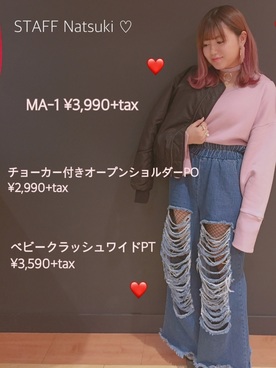 STAFF Natsuki ♡
MA-1 ¥3,990+tax
チョーカー付きオープンショルダーPO
¥2,990+tax
ベビークラッシュワイドPT
¥3,590+tax